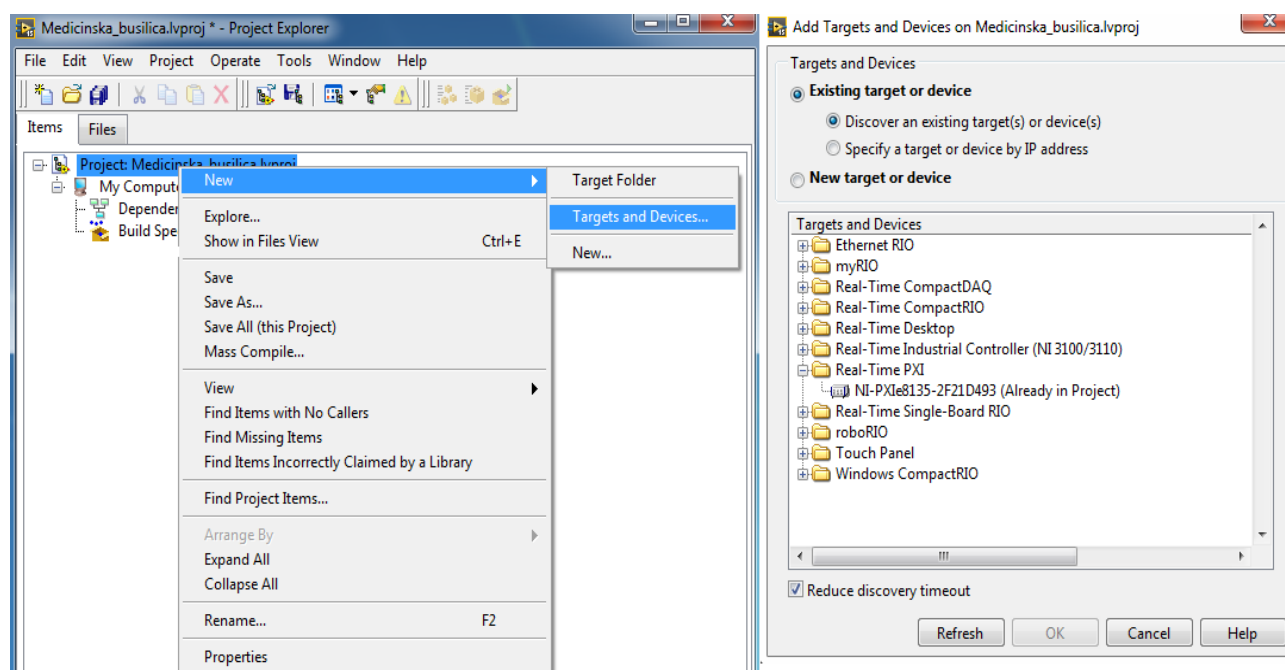 Medicinska_busilica.lvproj * - Project Explorer
File Edit View Project Operate Tools Window Help
Items Files
Project: Medicinska_busilica.lvproj
My Compute
Depender
Build Spe
New
Explore...
Show in Files View Ctrl+E
Save
Save As...
Save All (this Project)
Mass Compile...
View
Find Items with No Callers
Find Missing Items
Find Items Incorrectly Claimed by a Library
Find Project Items...
Arrange By
Expand All
Collapse All
Rename... F2
Properties
Target Folder
Targets and Devices...
New...
Add Targets and Devices on Medicinska_busilica.lvproj
Targets and Devices
Existing target or device
Discover an existing target(s) or device(s)
Specify a target or device by IP address
New target or device
Targets and Devices
Ethernet RIO
myRIO
Real-Time CompactDAQ
Real-Time CompactRIO
Real-Time Desktop
Real-Time Industrial Controller (NI 3100/3110)
Real-Time PXI
NI-PXIe8135-2F21D493 (Already in Project)
Real-Time Single-Board RIO
roboRIO
Touch Panel
Windows CompactRIO
Reduce discovery timeout
Refresh OK Cancel Help